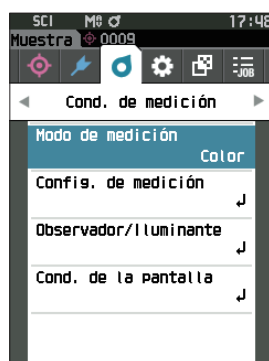 SCI M0 17:48
Muestra 0009
JOB
Cond. de medición
Modo de medición
Color
Config. de medición
Observador/Iluminante
Cond. de la pantalla